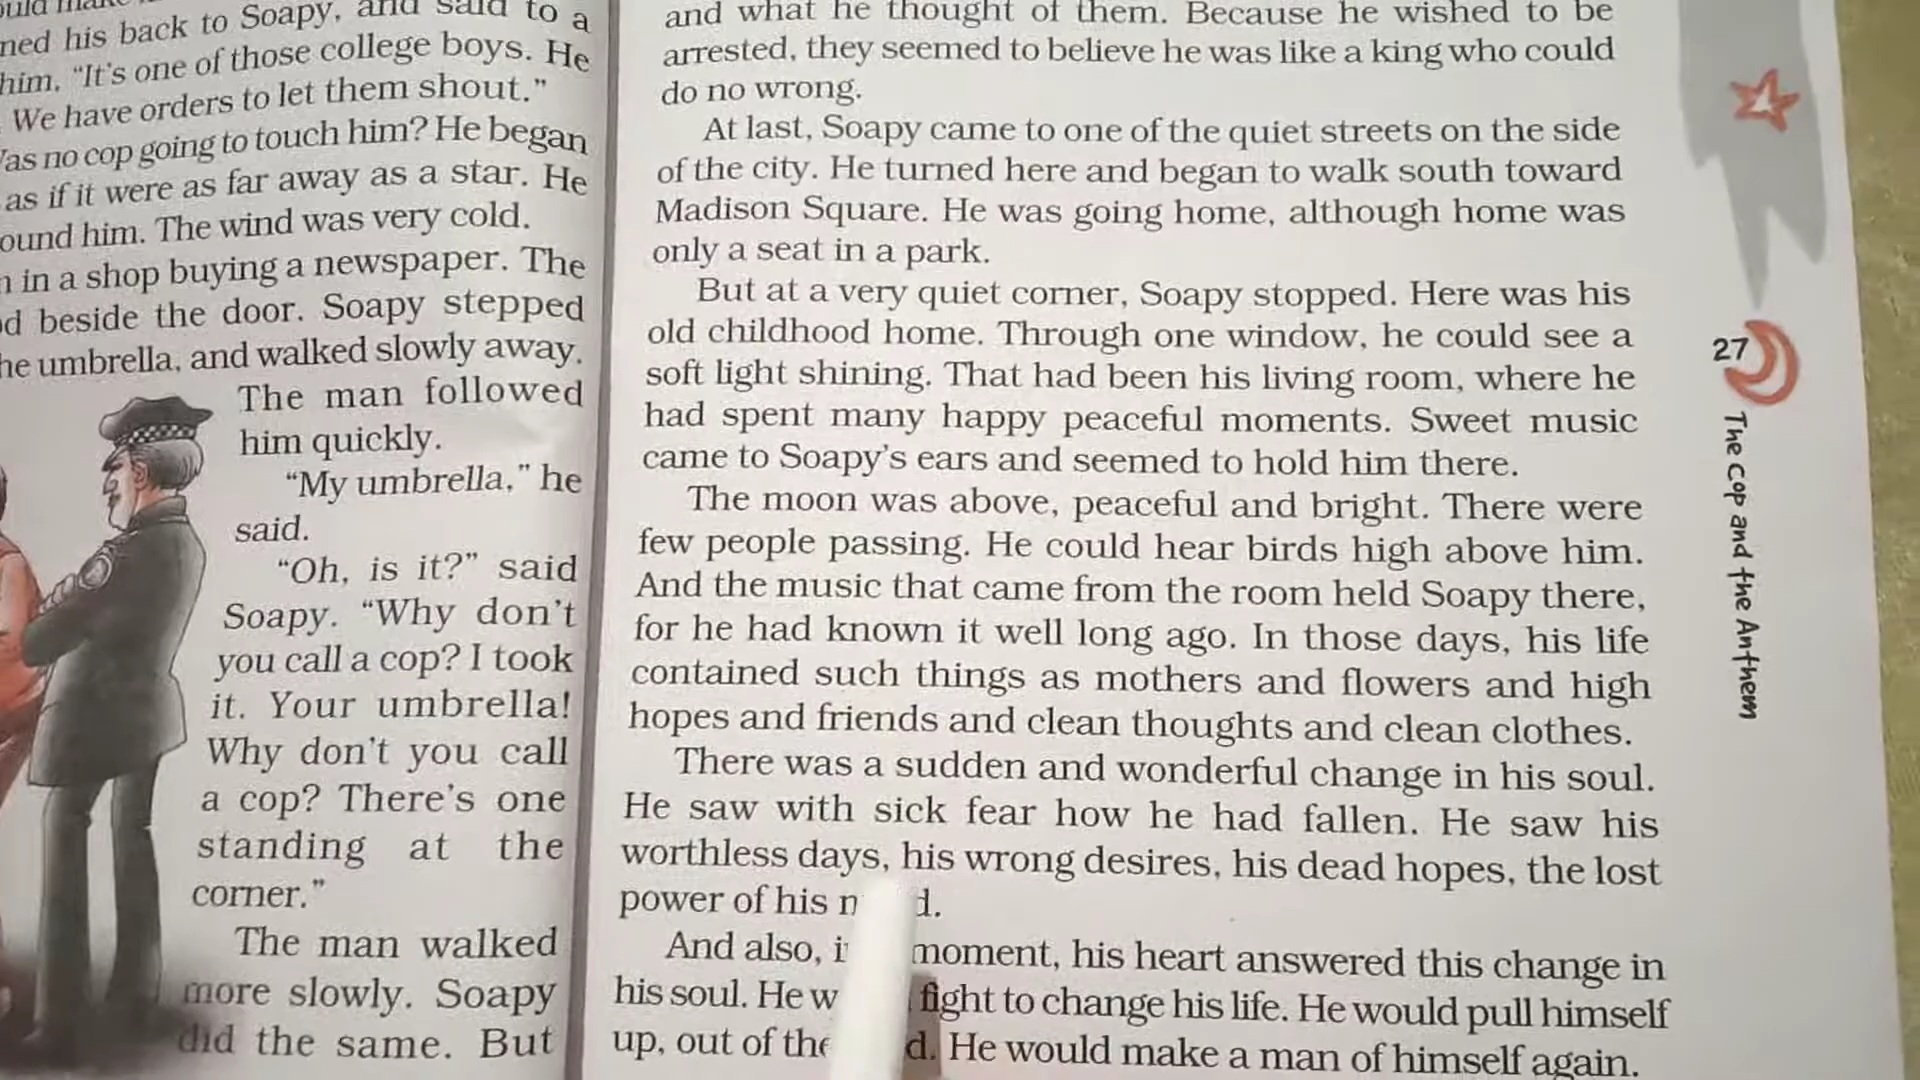 ned his back to Soapy, and said to a
him, “It's one of those college boys. He
We have orders to let them shout.”
as no cop going to touch him? He began
as if it were as far away as a star. He
ound him. The wind was very cold.
in a shop buying a newspaper. The
d beside the door. Soapy stepped
he umbrella, and walked slowly away.
The man followed
him quickly.
“My umbrella,” he
said.
“Oh, is it?” said
Soapy. “Why don't
you call a cop? I took
it. Your umbrella!
Why don't you call
a cop? There's one
standing at the
corner.”
The man walked
more slowly. Soapy
did the same. But
and what he thought of them. Because he wished to be
arrested, they seemed to believe he was like a king who could
do no wrong.
At last, Soapy came to one of the quiet streets on the side
of the city. He turned here and began to walk south toward
Madison Square. He was going home, although home was
only a seat in a park.
But at a very quiet corner, Soapy stopped. Here was his
old childhood home. Through one window, he could see a
soft light shining. That had been his living room, where he
had spent many happy peaceful moments. Sweet music
came to Soapy's ears and seemed to hold him there.
The moon was above, peaceful and bright. There were
few people passing. He could hear birds high above him.
And the music that came from the room held Soapy there,
for he had known it well long ago. In those days, his life
contained such things as mothers and flowers and high
hopes and friends and clean thoughts and clean clothes.
There was a sudden and wonderful change in his soul.
He saw with sick fear how he had fallen. He saw his
worthless days, his wrong desires, his dead hopes, the lost
power of his
And also, moment, his heart answered this change in
his soul. He fight to change his life. He would pull himself
up, out of He would make a man of himself again.
27
The Cop and the Anthem